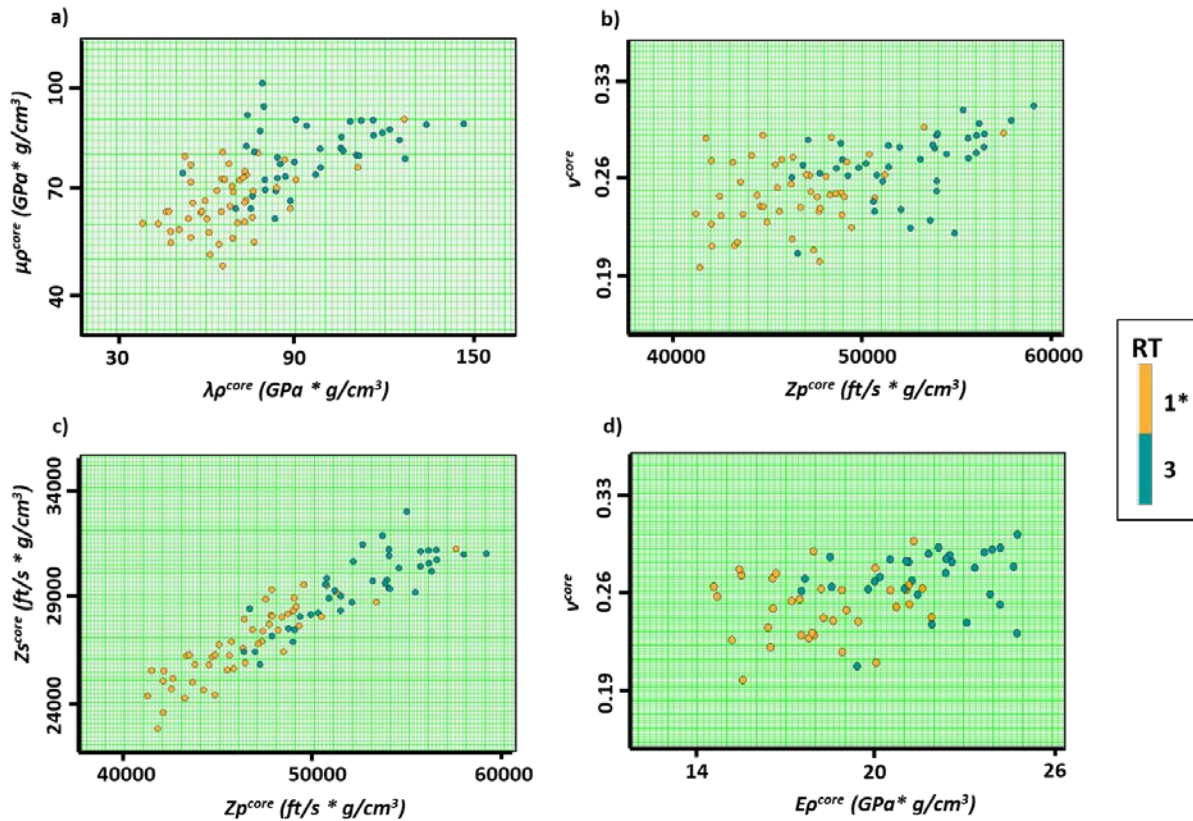 a)
μρᶜᵒʳᵉ (GPa* g/cm³)
100
70
40
30
90
150
λρᶜᵒʳᵉ (GPa * g/cm³)
b)
νᶜᵒʳᵉ
0.33
0.26
0.19
40000
50000
60000
Zpᶜᵒʳᵉ (ft/s * g/cm³)
RT
1*
3
c)
Zsᶜᵒʳᵉ (ft/s * g/cm³)
34000
29000
24000
40000
50000
60000
Zpᶜᵒʳᵉ (ft/s * g/cm³)
d)
νᶜᵒʳᵉ
0.33
0.26
0.19
14
20
26
Eρᶜᵒʳᵉ (GPa* g/cm³)